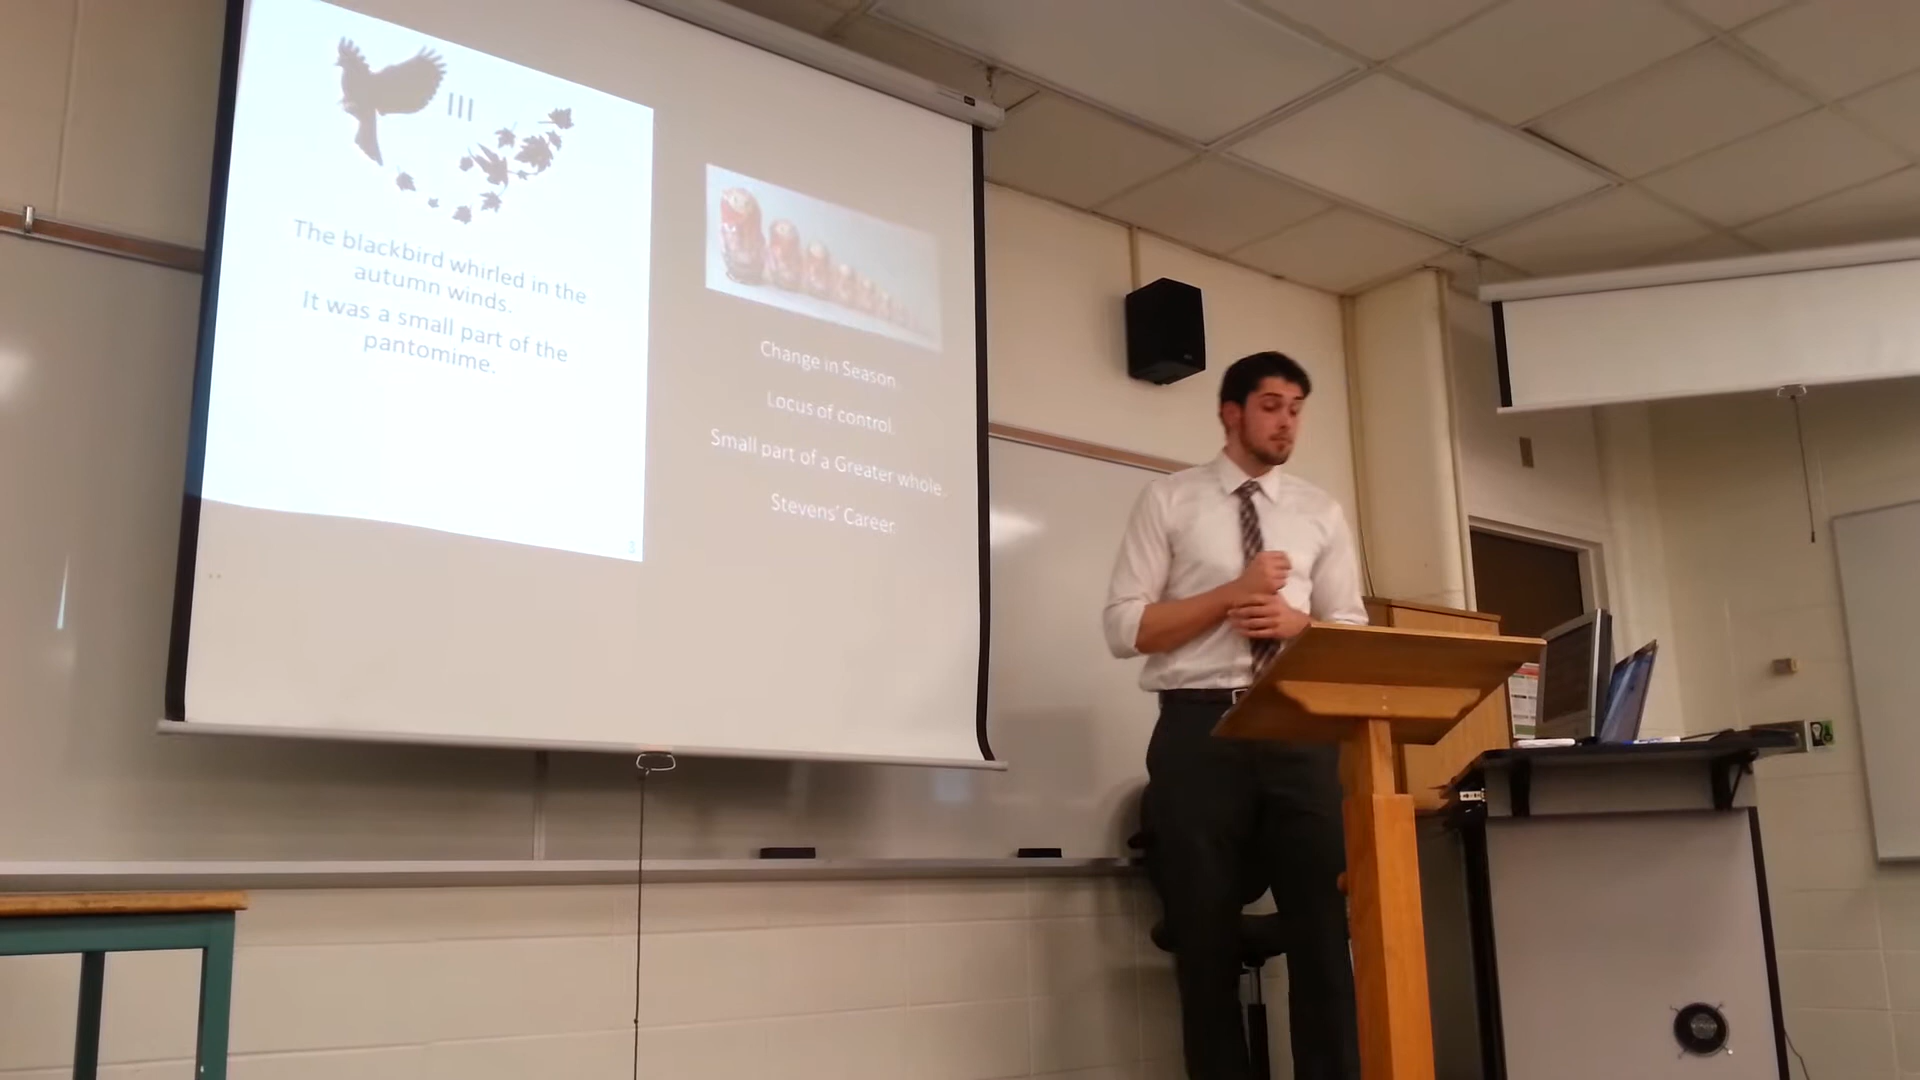 III
The blackbird whirled in the
autumn winds.
It was a small part of the
pantomime.
3
Change in Season.
Locus of control.
Small part of a Greater whole.
Stevens' Career.